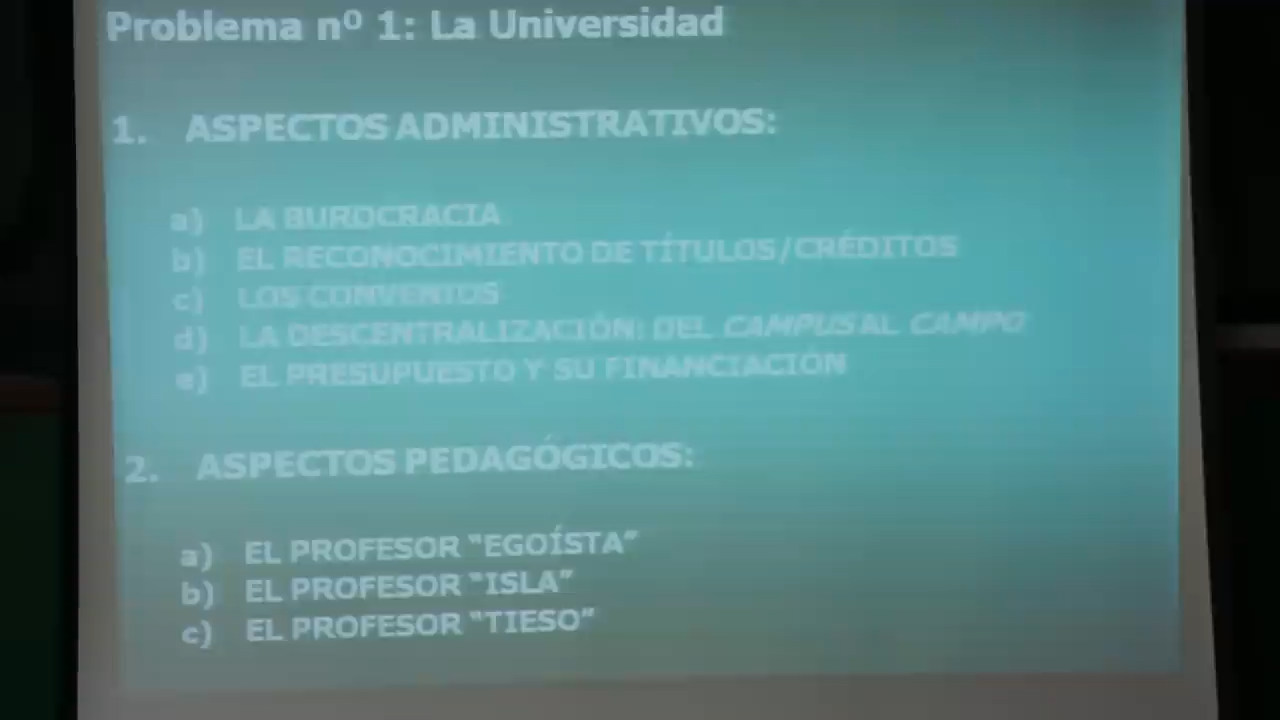 Problema nº 1: La Universidad
1. ASPECTOS ADMINISTRATIVOS:
a) LA BUROCRACIA
b) EL RECONOCIMIENTO DE TÍTULOS/CRÉDITOS
c) LOS CONVENIOS
d) LA DESCENTRALIZACIÓN: DEL CAMPUS AL CAMPO
e) EL PRESUPUESTO Y SU FINANCIACIÓN
2. ASPECTOS PEDAGÓGICOS:
a) EL PROFESOR "EGOÍSTA"
b) EL PROFESOR "ISLA"
c) EL PROFESOR "TIESO"